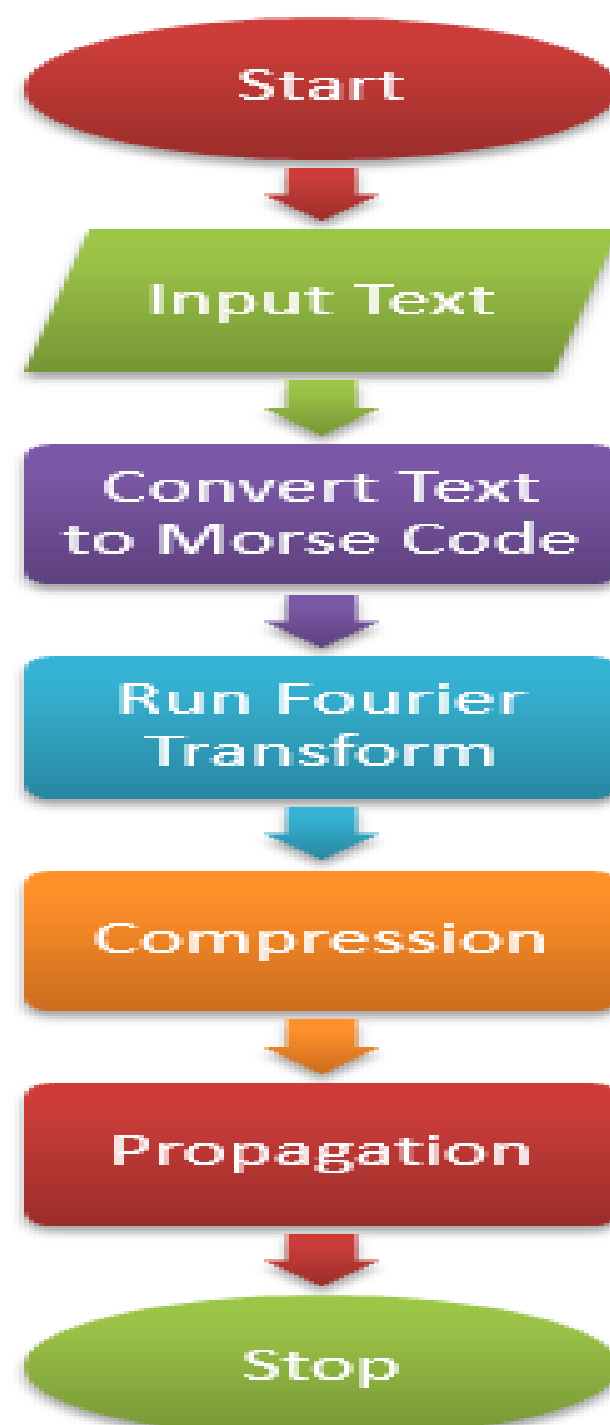 Start
Input Text
Convert Text
to Morse Code
Run Fourier
Transform
Compression
Propagation
Stop